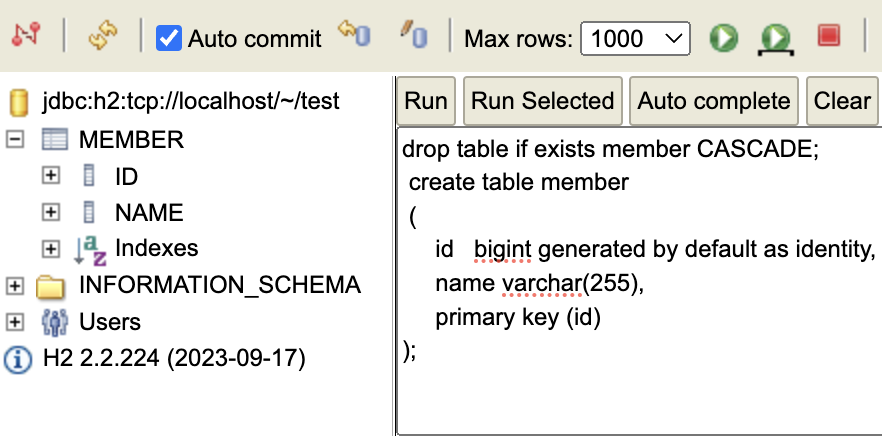 Auto commit Max rows: 1000
jdbc:h2:tcp://localhost/~/test
MEMBER
ID
NAME
Indexes
INFORMATION_SCHEMA
Users
H2 2.2.224 (2023-09-17)
Run Run Selected Auto complete Clear
drop table if exists member CASCADE;
create table member
(
id bigint generated by default as identity,
name varchar(255),
primary key (id)
);